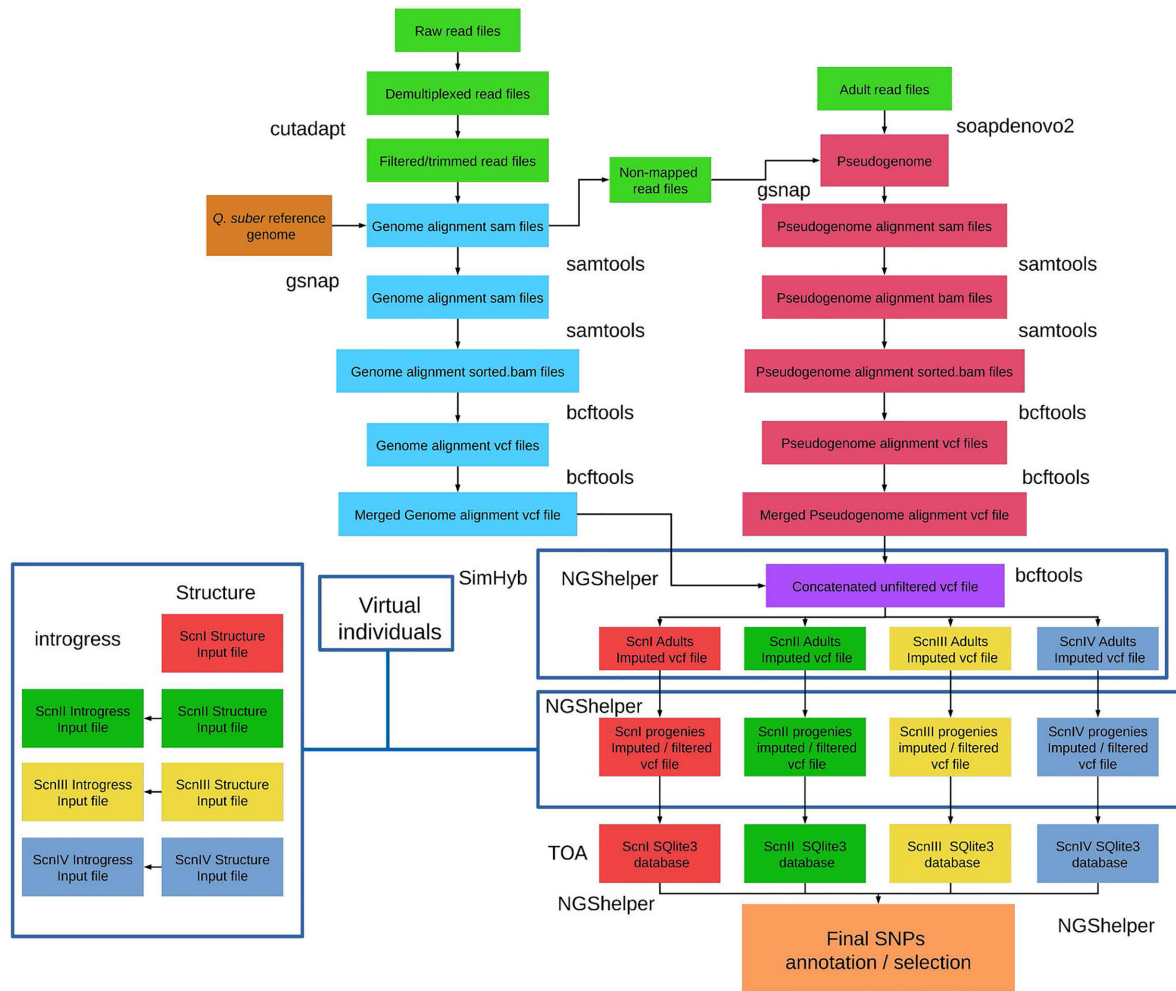 Raw read files
Demultiplexed read files
cutadapt
Filtered/trimmed read files
Adult read files
soapdenovo2
Pseudogenome
Non-mapped
read files
gsnap
Q. suber reference
genome
Genome alignment sam files
Pseudogenome alignment sam files
gsnap
samtools
samtools
Genome alignment sam files
Pseudogenome alignment bam files
samtools
samtools
Genome alignment sorted.bam files
Pseudogenome alignment sorted.bam files
bcftools
bcftools
Genome alignment vcf files
Pseudogenome alignment vcf files
bcftools
bcftools
Merged Genome alignment vcf file
Merged Pseudogenome alignment vcf file
SimHyb
NGShelper
Concatenated unfiltered vcf file
bcftools
Virtual
individuals
Structure
introgress
ScnI Structure
Input file
ScnII Introgress
Input file
ScnII Structure
Input file
ScnIII Introgress
Input file
ScnIII Structure
Input file
ScnIV Introgress
Input file
ScnIV Structure
Input file
ScnI Adults
Imputed vcf file
ScnII Adults
Imputed vcf file
ScnIII Adults
Imputed vcf file
ScnIV Adults
Imputed vcf file
NGShelper
ScnI progenies
Imputed / filtered
vcf file
ScnII progenies
imputed / filtered
vcf file
ScnIII progenies
imputed / filtered
vcf file
ScnIV progenies
Imputed / filtered
vcf file
TOA
ScnI SQlite3
database
ScnII SQlite3
database
ScnIII SQlite3
database
ScnIV SQlite3
database
NGShelper
NGShelper
Final SNPs
annotation / selection